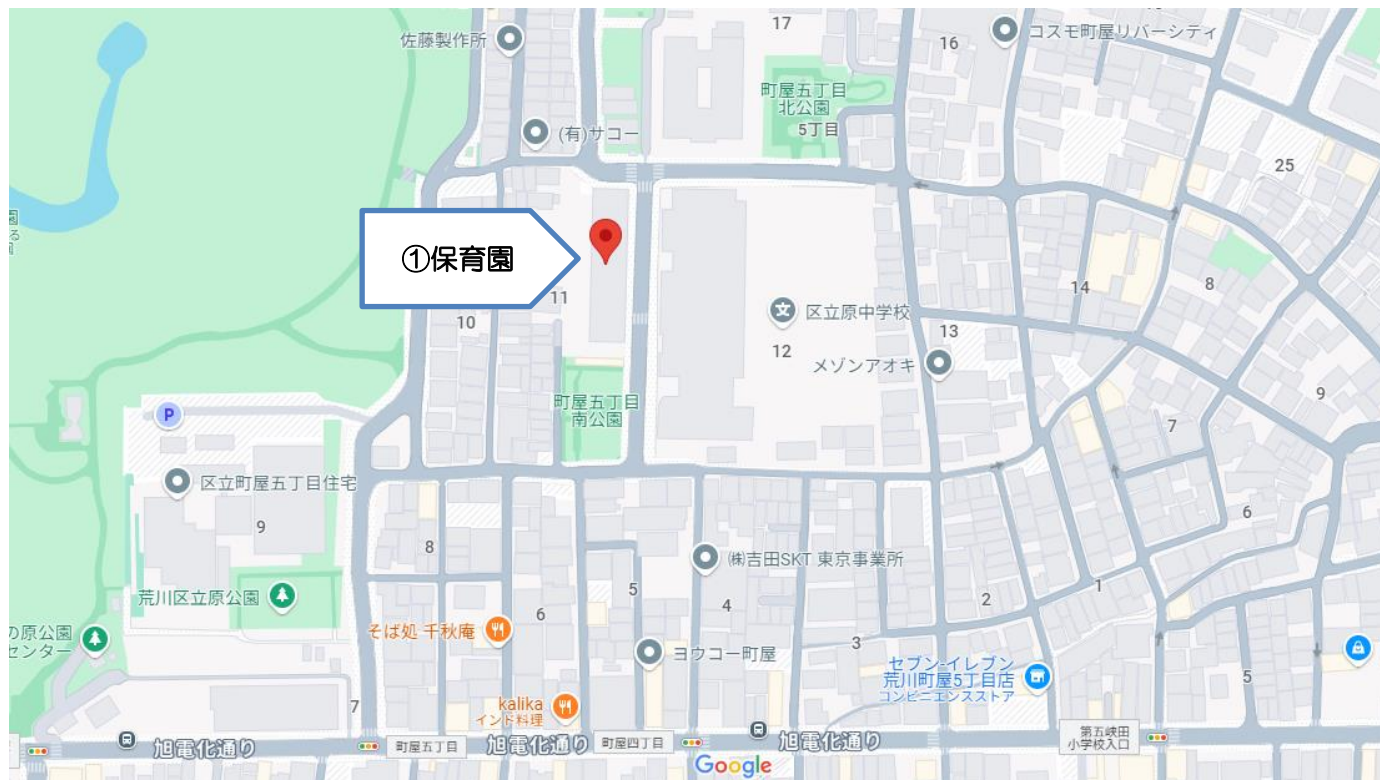 17
コスモ町屋リバーシティ
佐藤製作所
16
町屋五丁目
北公園
5丁目
(有)サコー
25
①保育園
11
10
区立原中学校
12
13
メゾンアオキ
14
8
9
7
町屋五丁目
南公園
P
区立町屋五丁目住宅
9
8
6
㈱吉田SKT 東京事業所
5
4
2
1
荒川区立原公園
の原公園
センター
そば処 千秋庵
6
ヨウコー町屋
3
セブン-イレブン
荒川町屋5丁目店
コンビニエンスストア
5
7
kalika
インド料理
旭電化通り
町屋五丁目
旭電化通り
町屋四丁目
旭電化通り
第五峡田
小学校入口
Google